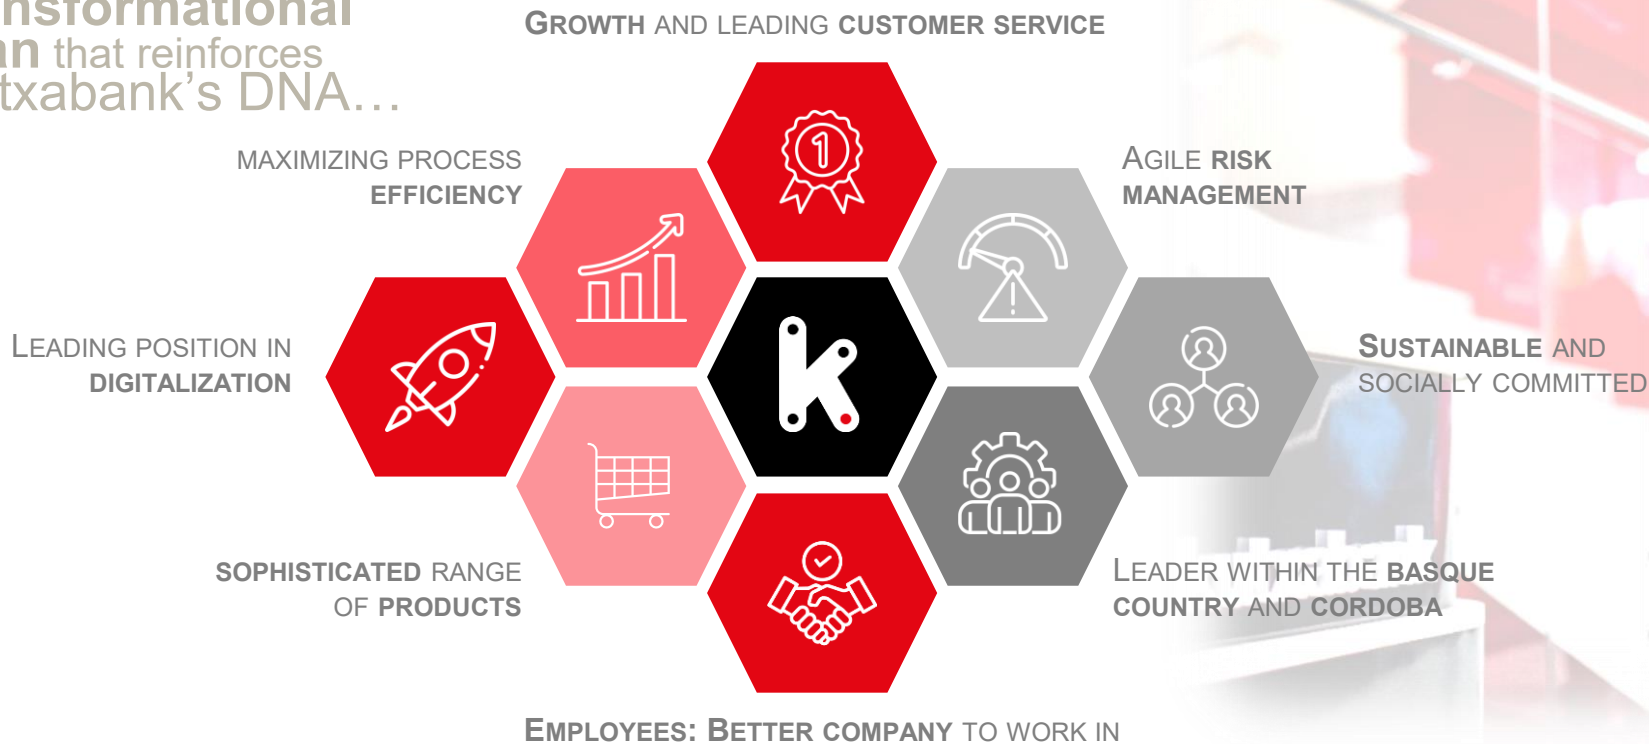 nsformational
an that reinforces
txabank's DNA…
GROWTH AND LEADING CUSTOMER SERVICE
MAXIMIZING PROCESS
EFFICIENCY
AGILE RISK
MANAGEMENT
LEADING POSITION IN
DIGITALIZATION
SUSTAINABLE AND
SOCIALLY COMMITTED
SOPHISTICATED RANGE
OF PRODUCTS
LEADER WITHIN THE BASQUE
COUNTRY AND CORDOBA
EMPLOYEES: BETTER COMPANY TO WORK IN
1
k